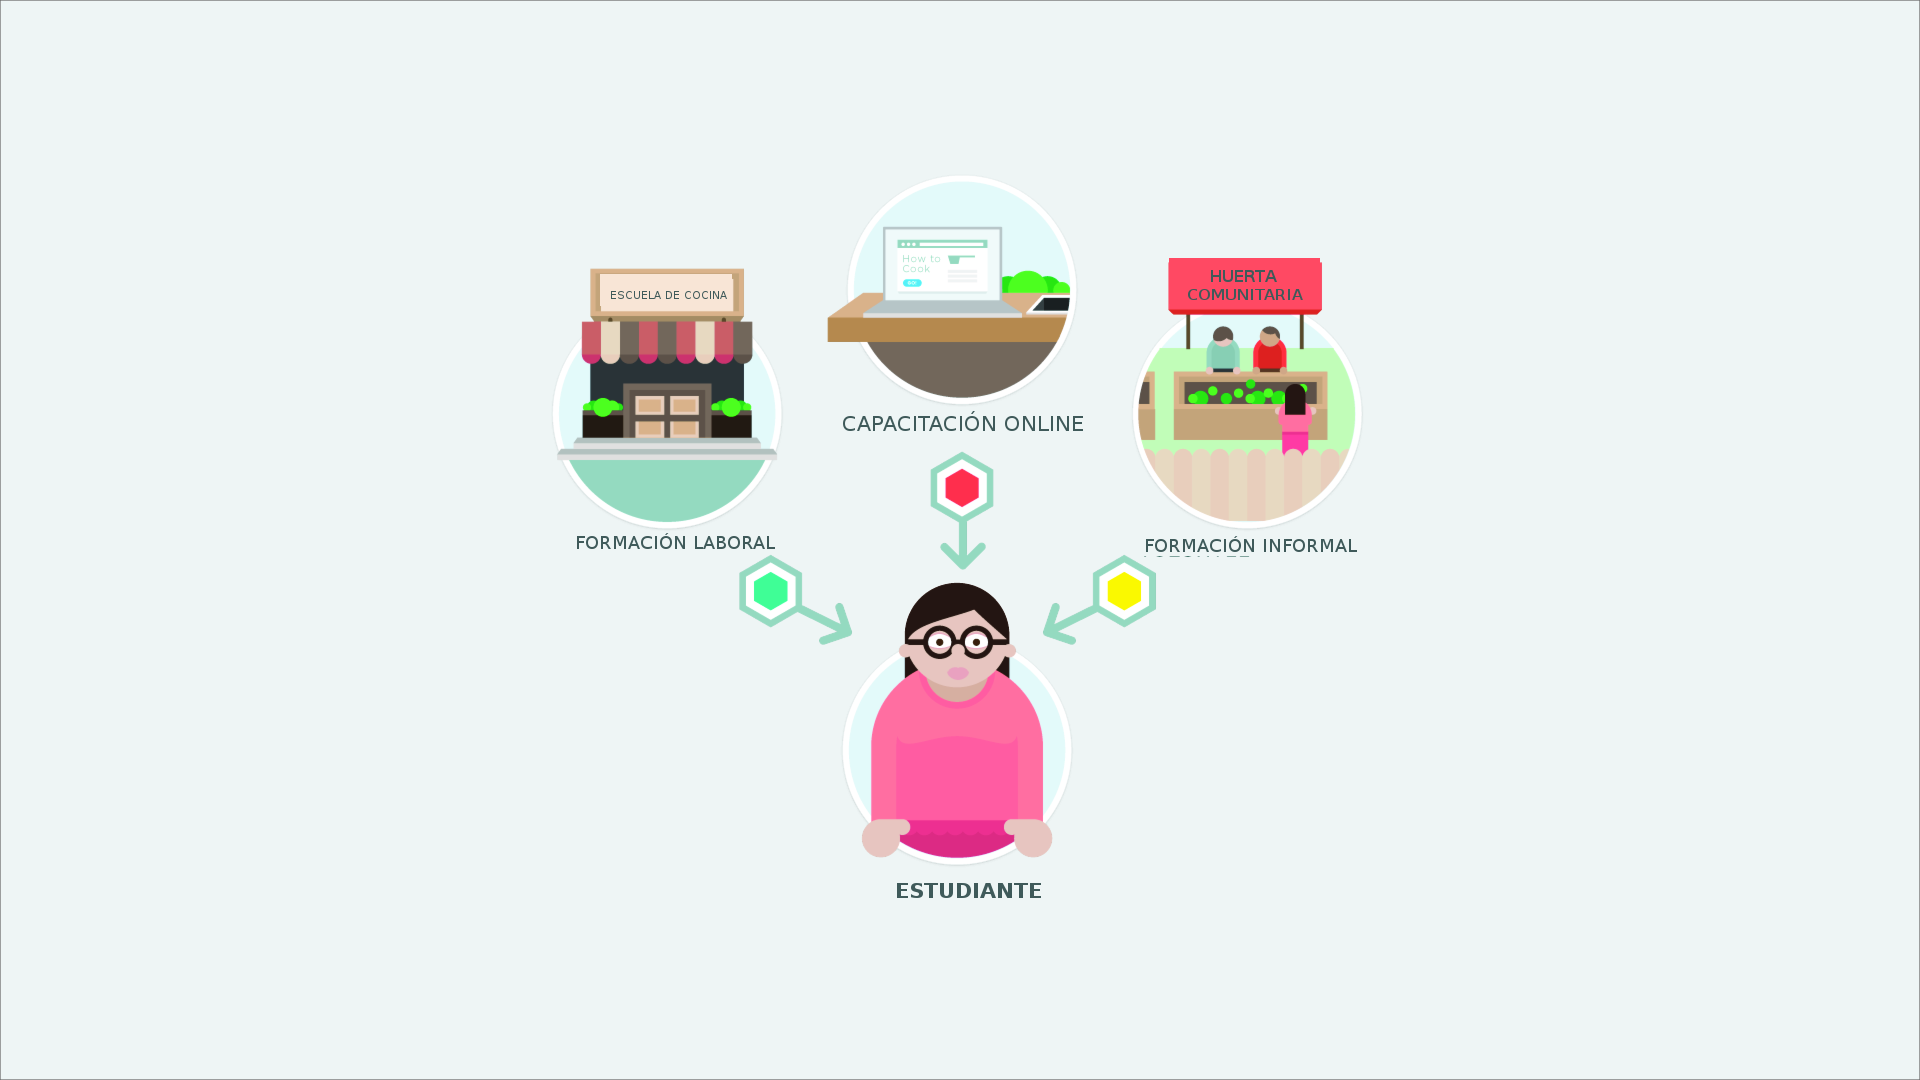 HUERTA
COMUNITARIA
ESCUELA DE COCINA
How to
Cook
CAPACITACIÓN ONLINE
FORMACIÓN LABORAL
FORMACIÓN INFORMAL
ESTUDIANTE